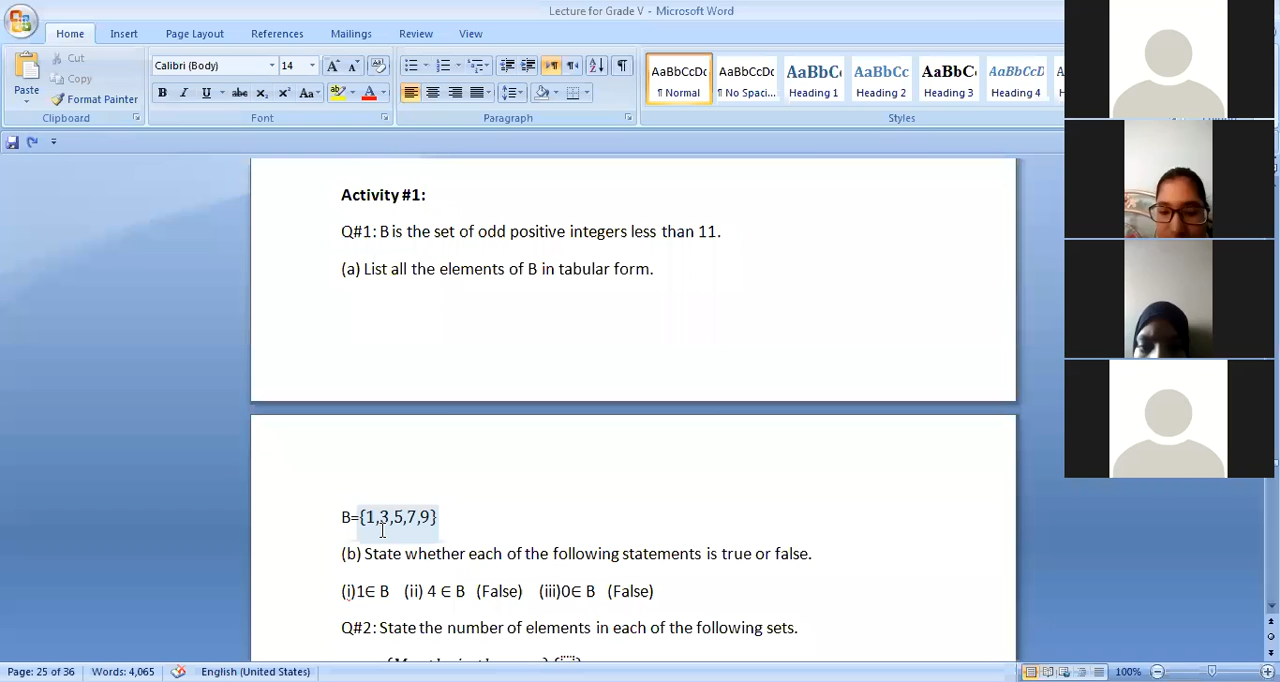 Lecture for Grade V - Microsoft Word
Home Insert Page Layout References Mailings Review View
Cut
Copy
Format Painter
Paste
Calibri (Body) 14
AaBbCcDc AaBbCcDc AaBbC AaBbCc AaBbC AaBbCcD
¶ Normal ¶ No Spaci... Heading 1 Heading 2 Heading 3 Heading 4
Clipboard Font Paragraph Styles
Activity #1:
Q#1: B is the set of odd positive integers less than 11.
(a) List all the elements of B in tabular form.
B={1,3,5,7,9}
(b) State whether each of the following statements is true or false.
(i)1∈ B (ii) 4 ∈ B (False) (iii)0∈ B (False)
Q#2: State the number of elements in each of the following sets.
Page: 25 of 36 Words: 4,065 English (United States) 100%